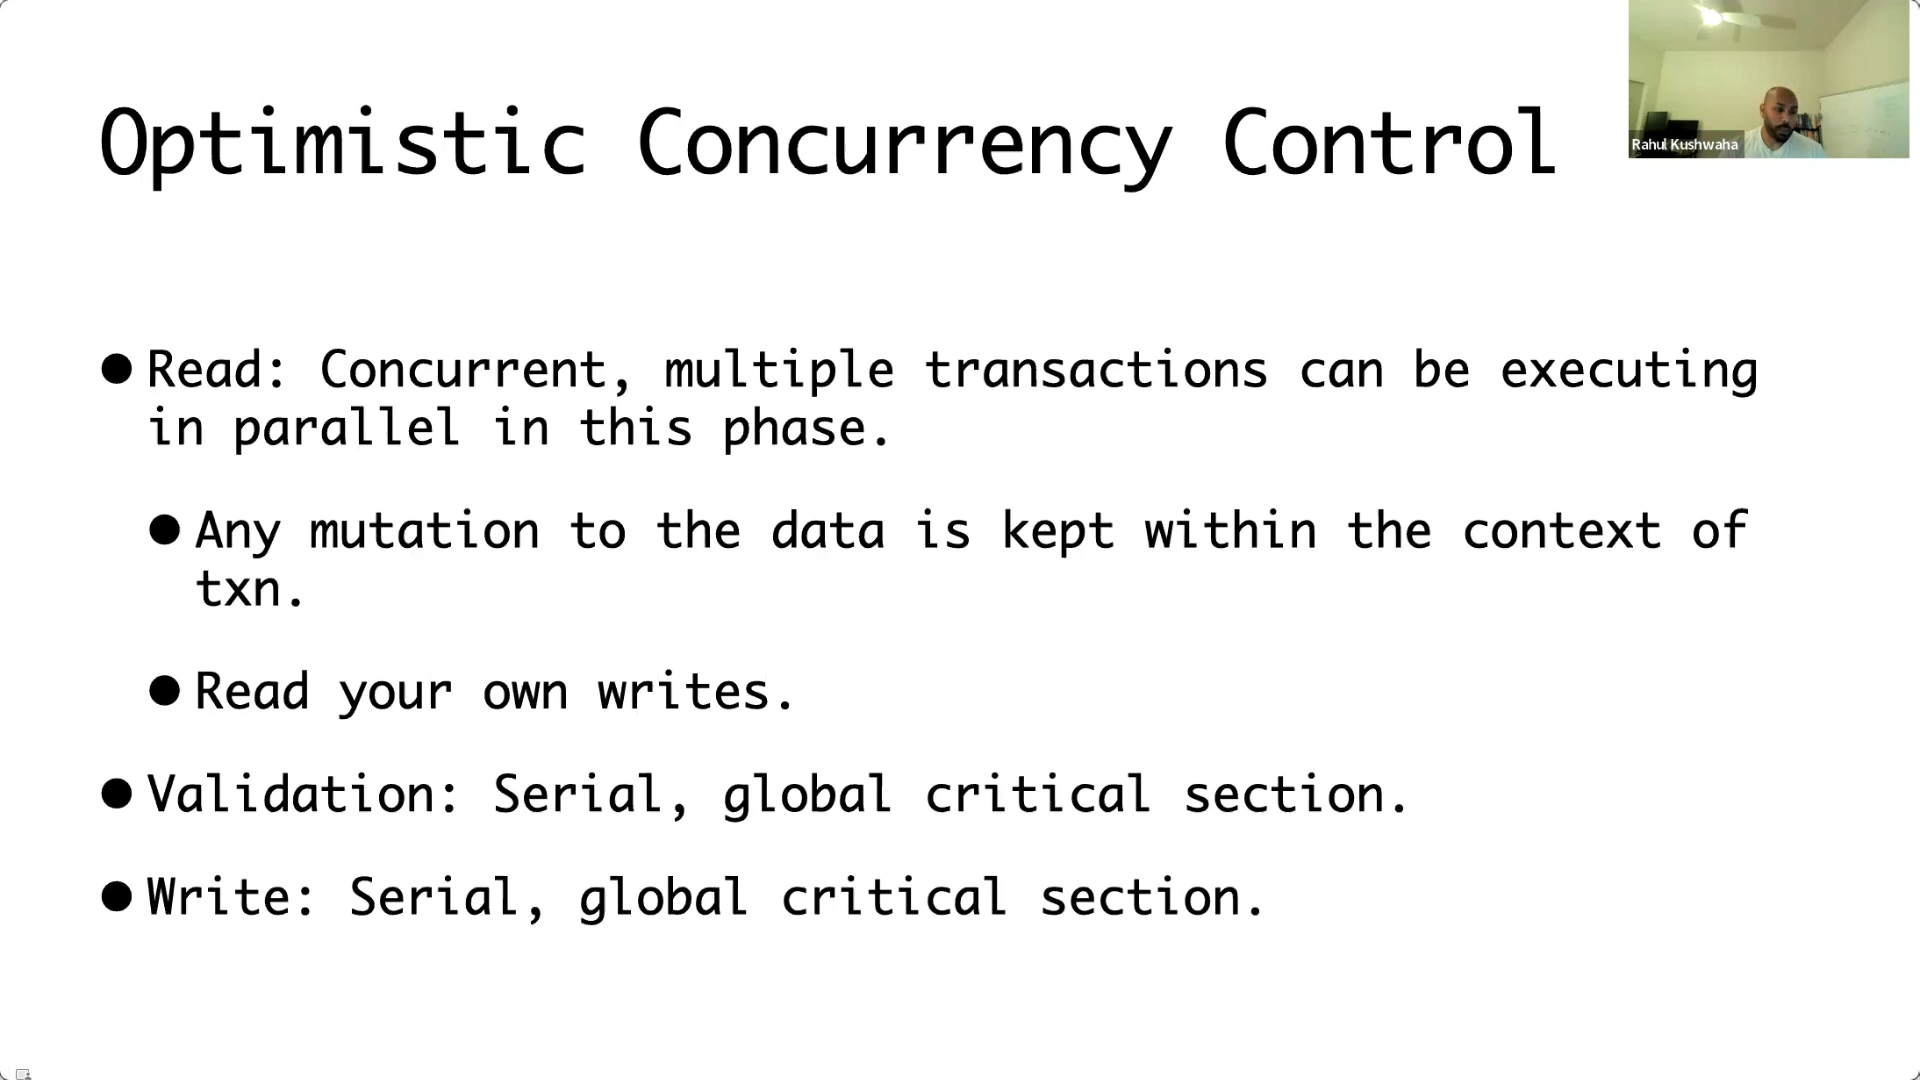 Optimistic Concurrency Control
Rahul Kushwaha
● Read: Concurrent, multiple transactions can be executing
in parallel in this phase.
● Any mutation to the data is kept within the context of
txn.
● Read your own writes.
● Validation: Serial, global critical section.
● Write: Serial, global critical section.